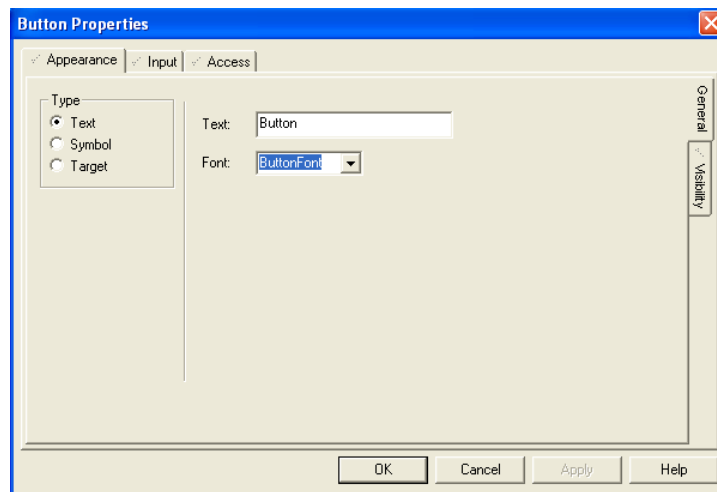 Button Properties
Appearance Input Access
Type
Text
Symbol
Target
Text: Button
Font: ButtonFont
General
Visibility
OK Cancel Apply Help